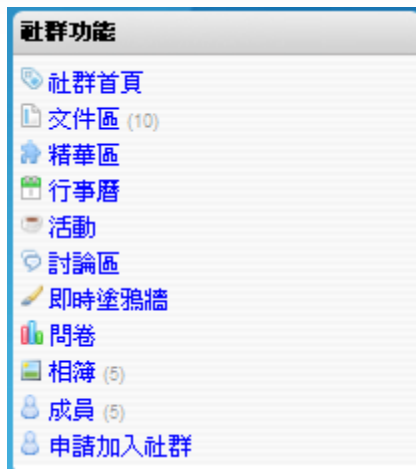 社群功能
社群首頁
文件區 (10)
精華區
行事曆
活動
討論區
即時塗鴉牆
問卷
相簿 (5)
成員 (5)
申請加入社群